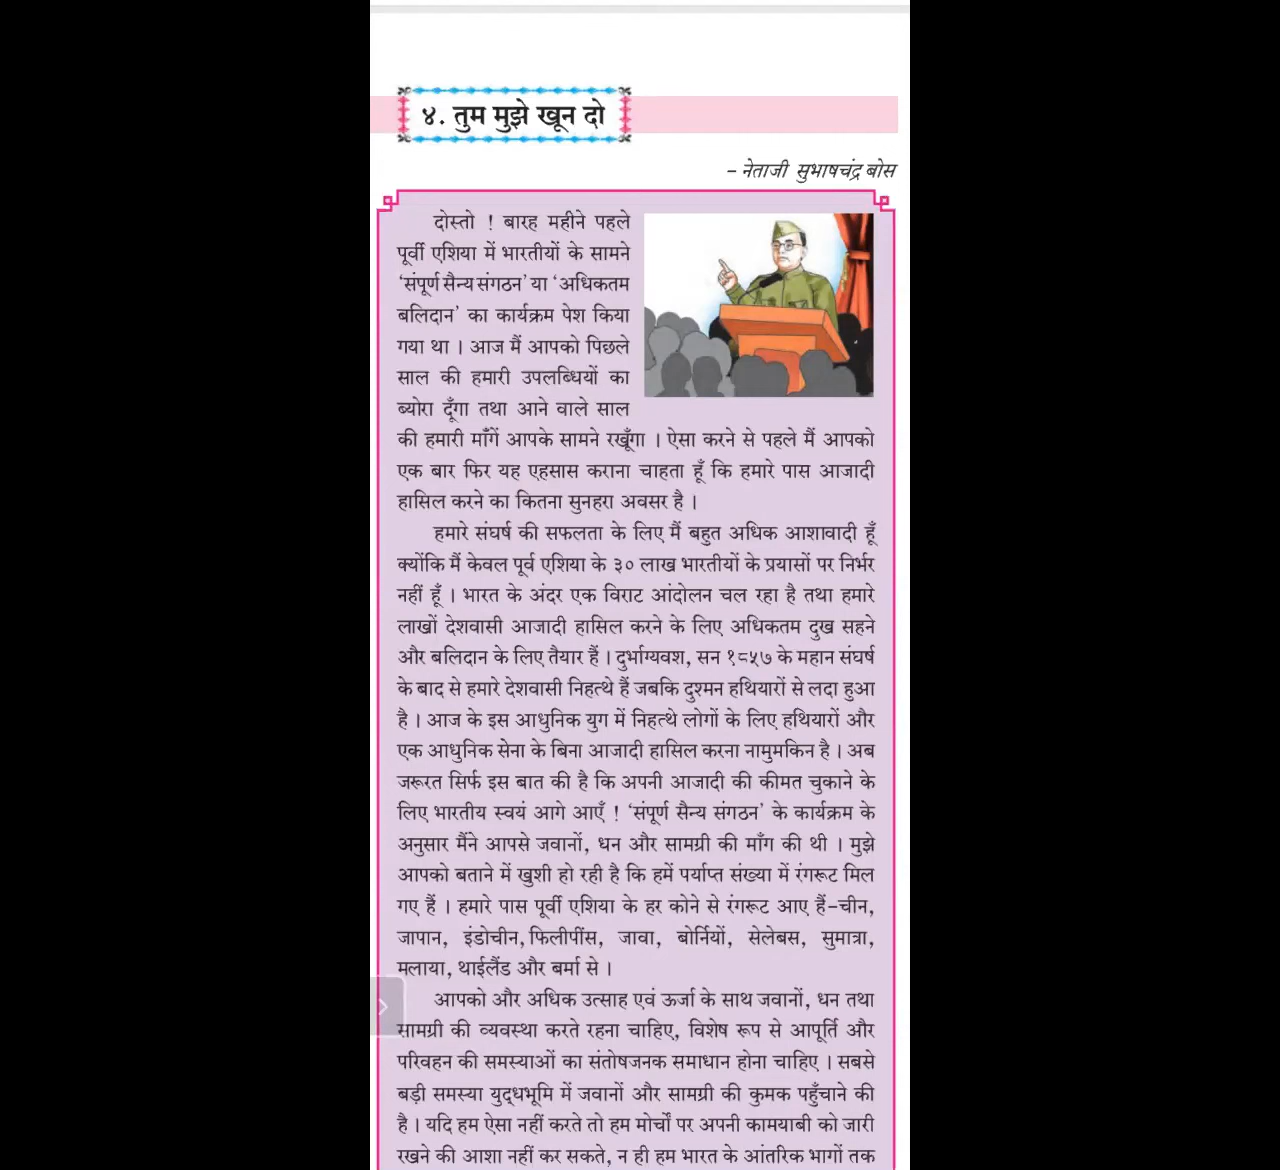 ४. तुम मुझे खून दो
– नेताजी सुभाषचंद्र बोस
दोस्तो ! बारह महीने पहले
पूर्वी एशिया में भारतीयों के सामने
‘संपूर्ण सैन्य संगठन’ या ‘अधिकतम
बलिदान’ का कार्यक्रम पेश किया
गया था । आज मैं आपको पिछले
साल की हमारी उपलब्धियों का
ब्योरा दूँगा तथा आने वाले साल
की हमारी माँगें आपके सामने रखूँगा । ऐसा करने से पहले मैं आपको
एक बार फिर यह एहसास कराना चाहता हूँ कि हमारे पास आजादी
हासिल करने का कितना सुनहरा अवसर है ।
हमारे संघर्ष की सफलता के लिए मैं बहुत अधिक आशावादी हूँ
क्योंकि मैं केवल पूर्व एशिया के ३० लाख भारतीयों के प्रयासों पर निर्भर
नहीं हूँ । भारत के अंदर एक विराट आंदोलन चल रहा है तथा हमारे
लाखों देशवासी आजादी हासिल करने के लिए अधिकतम दुख सहने
और बलिदान के लिए तैयार हैं । दुर्भाग्यवश, सन १८५७ के महान संघर्ष
के बाद से हमारे देशवासी निहत्थे हैं जबकि दुश्मन हथियारों से लदा हुआ
है । आज के इस आधुनिक युग में निहत्थे लोगों के लिए हथियारों और
एक आधुनिक सेना के बिना आजादी हासिल करना नामुमकिन है । अब
जरूरत सिर्फ इस बात की है कि अपनी आजादी की कीमत चुकाने के
लिए भारतीय स्वयं आगे आएँ ! ‘संपूर्ण सैन्य संगठन’ के कार्यक्रम के
अनुसार मैंने आपसे जवानों, धन और सामग्री की माँग की थी । मुझे
आपको बताने में खुशी हो रही है कि हमें पर्याप्त संख्या में रंगरूट मिल
गए हैं । हमारे पास पूर्वी एशिया के हर कोने से रंगरूट आए हैं–चीन,
जापान, इंडोचीन, फिलीपींस, जावा, बोर्नियों, सेलेबस, सुमात्रा,
मलाया, थाईलैंड और बर्मा से ।
आपको और अधिक उत्साह एवं ऊर्जा के साथ जवानों, धन तथा
सामग्री की व्यवस्था करते रहना चाहिए, विशेष रूप से आपूर्ति और
परिवहन की समस्याओं का संतोषजनक समाधान होना चाहिए । सबसे
बड़ी समस्या युद्धभूमि में जवानों और सामग्री की कुमक पहुँचाने की
है । यदि हम ऐसा नहीं करते तो हम मोर्चों पर अपनी कामयाबी को जारी
रखने की आशा नहीं कर सकते, न ही हम भारत के आंतरिक भागों तक